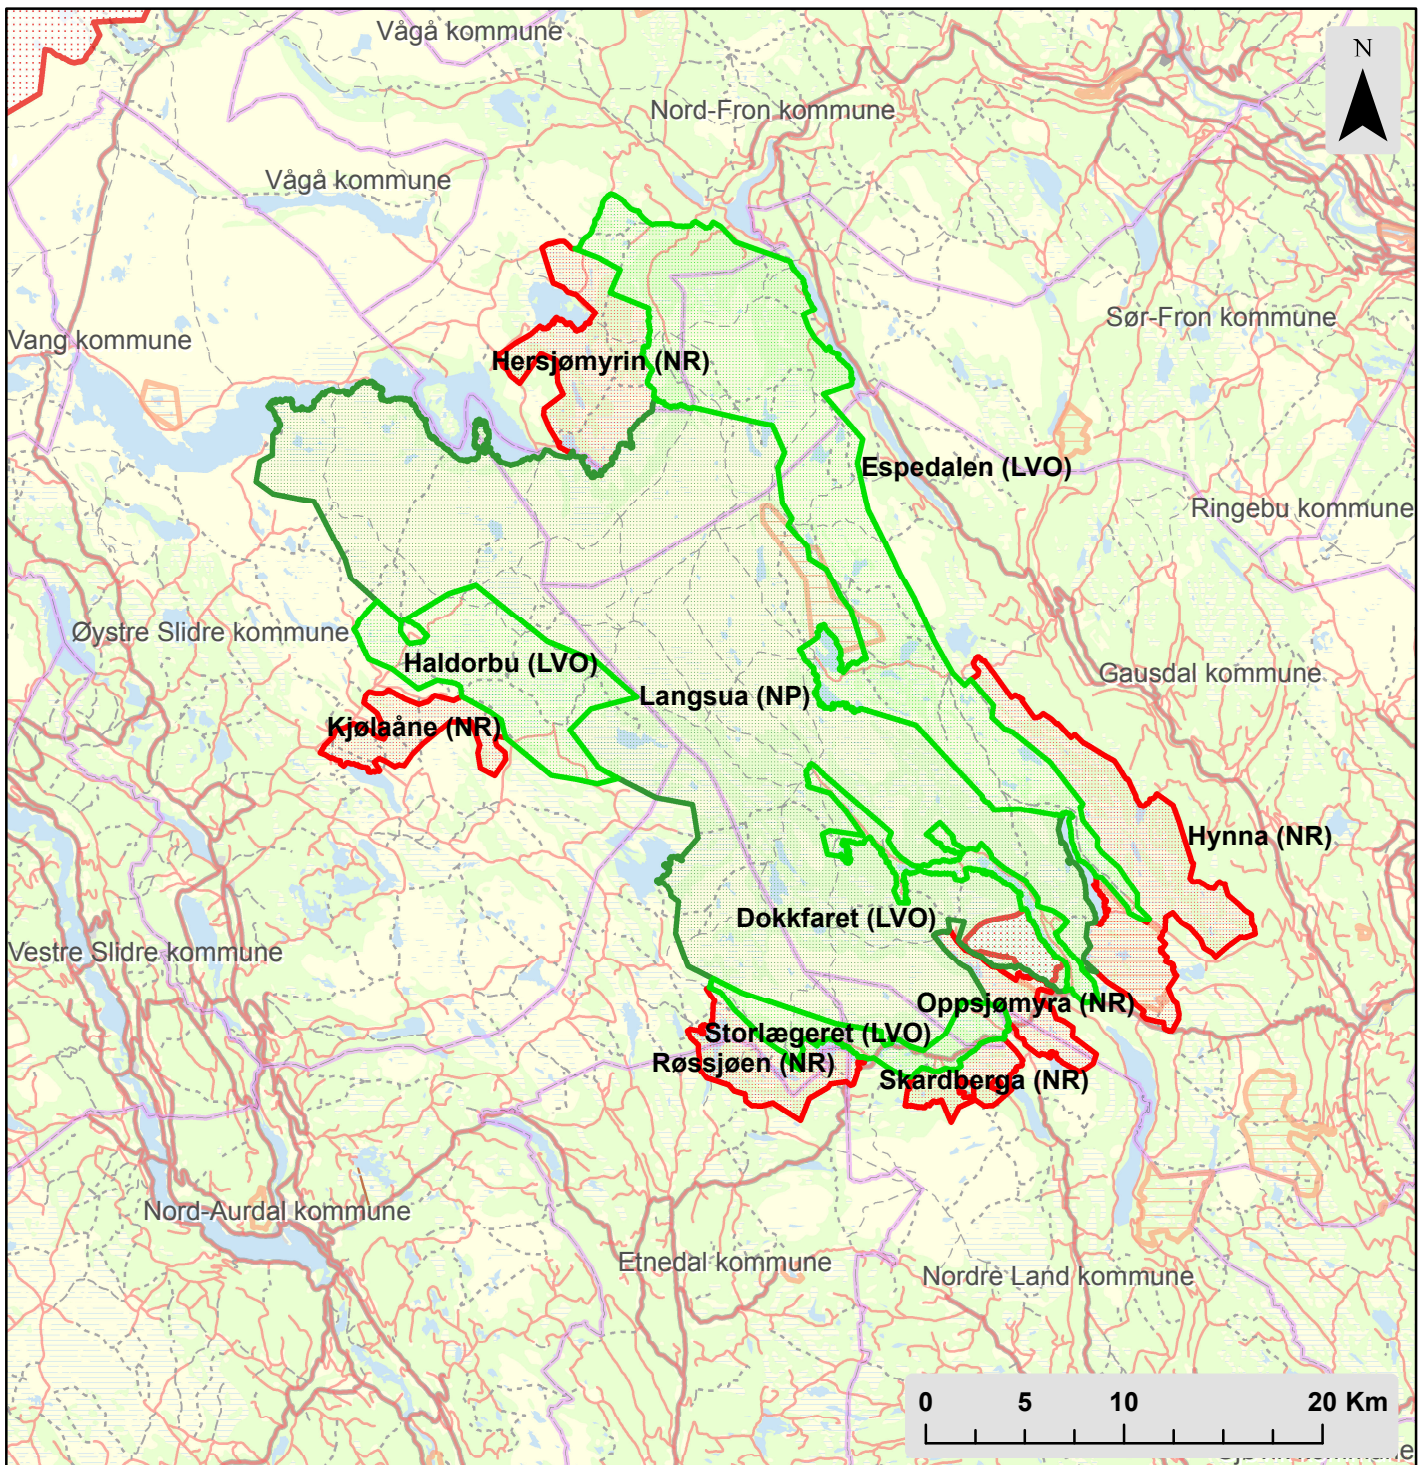 Vågå kommune
N
Nord-Fron kommune
Vågå kommune
Sør-Fron kommune
Vang kommune
Hersjømyrin (NR)
Espedalen (LVO)
Ringebu kommune
Øystre Slidre kommune
Haldorbu (LVO)
Gausdal kommune
Langsua (NP)
Kjølaåne (NR)
Hynna (NR)
Dokkfaret (LVO)
Vestre Slidre kommune
Oppsjømyra (NR)
Storlægeret (LVO)
Røssjøen (NR)
Skardberga (NR)
Nord-Aurdal kommune
Etnedal kommune
Nordre Land kommune
0 5 10 20 Km
kommune